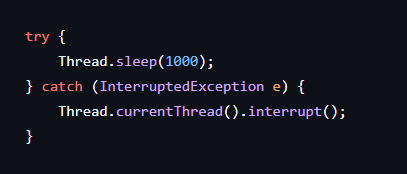 try {
    Thread.sleep(1000);
} catch (InterruptedException e) {
    Thread.currentThread().interrupt();
}